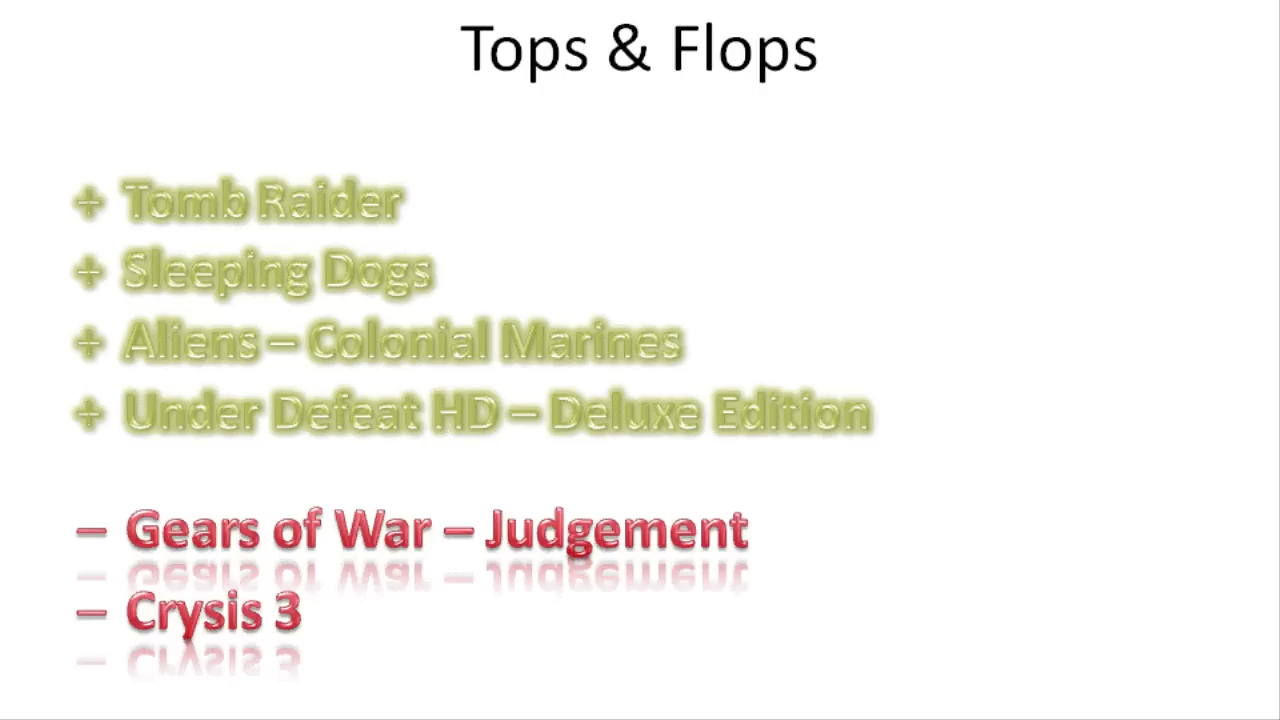 Tops & Flops
+ Tomb Raider
+ Sleeping Dogs
+ Aliens – Colonial Marines
+ Under Defeat HD – Deluxe Edition
– Gears of War – Judgement
– Crysis 3